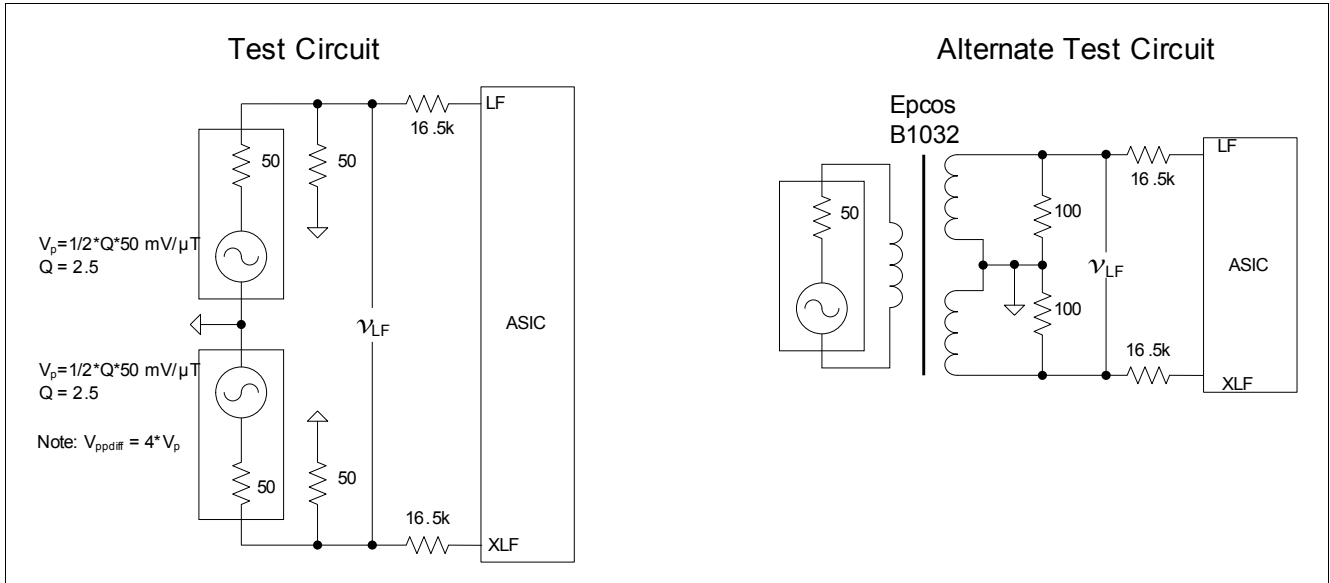 Test Circuit
50
50
16 .5k
LF
V_p=1/2*Q*50 mV/µT
Q = 2.5
ν_LF
ASIC
V_p=1/2*Q*50 mV/µT
Q = 2.5
Note: V_ppdiff = 4* V_p
50
50
16 .5k
XLF
Alternate Test Circuit
Epcos
B1032
50
16 .5k
LF
100
ν_LF
ASIC
100
16 .5k
XLF